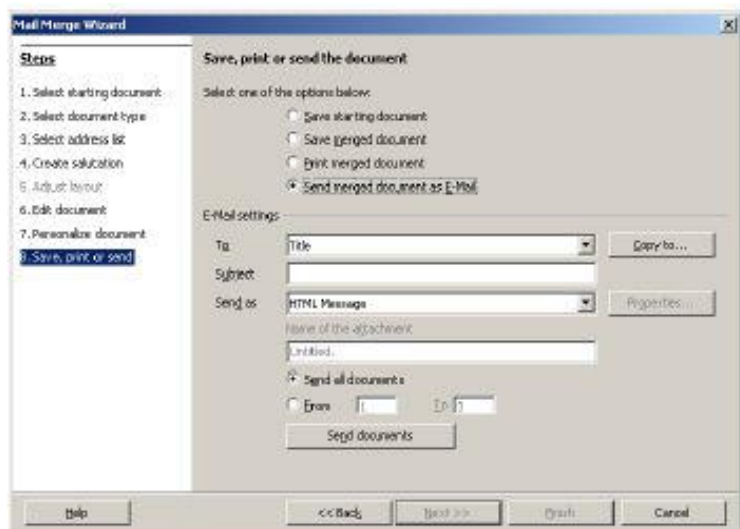 Mail Merge Wizard
Steps
1. Select starting document
2. Select document type
3. Select address list
4. Create salutation
5. Adjust layout
6. Edit document
7. Personalize document
8. Save, print or send
Save, print or send the document
Select one of the options below:
Save starting document
Save merged document
Print merged document
Send merged document as E-Mail
E-Mail settings
To Title Copy to...
Subject
Send as HTML Message Properties...
Name of the attachment
Untitled.
Send all documents
From 1 To
Send documents
Help << Back Next >> Finish Cancel